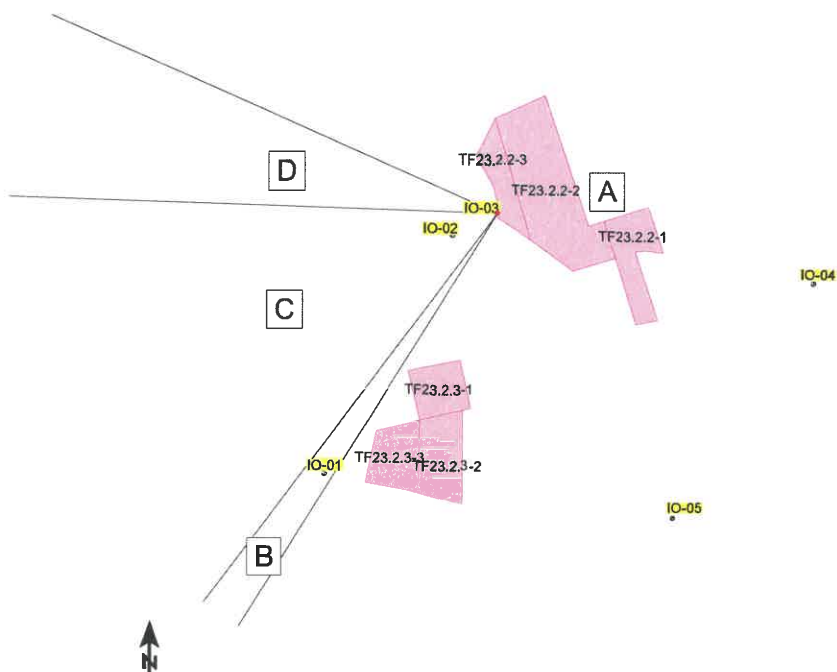 TF23.2.2-3
D
TF23.2.2-2
A
IO-03
IO-02
TF23.2.2-1
IO-04
C
TF23.2.3-1
TF23.2.3-3
TF23.2.3-2
IO-01
IO-05
B
N